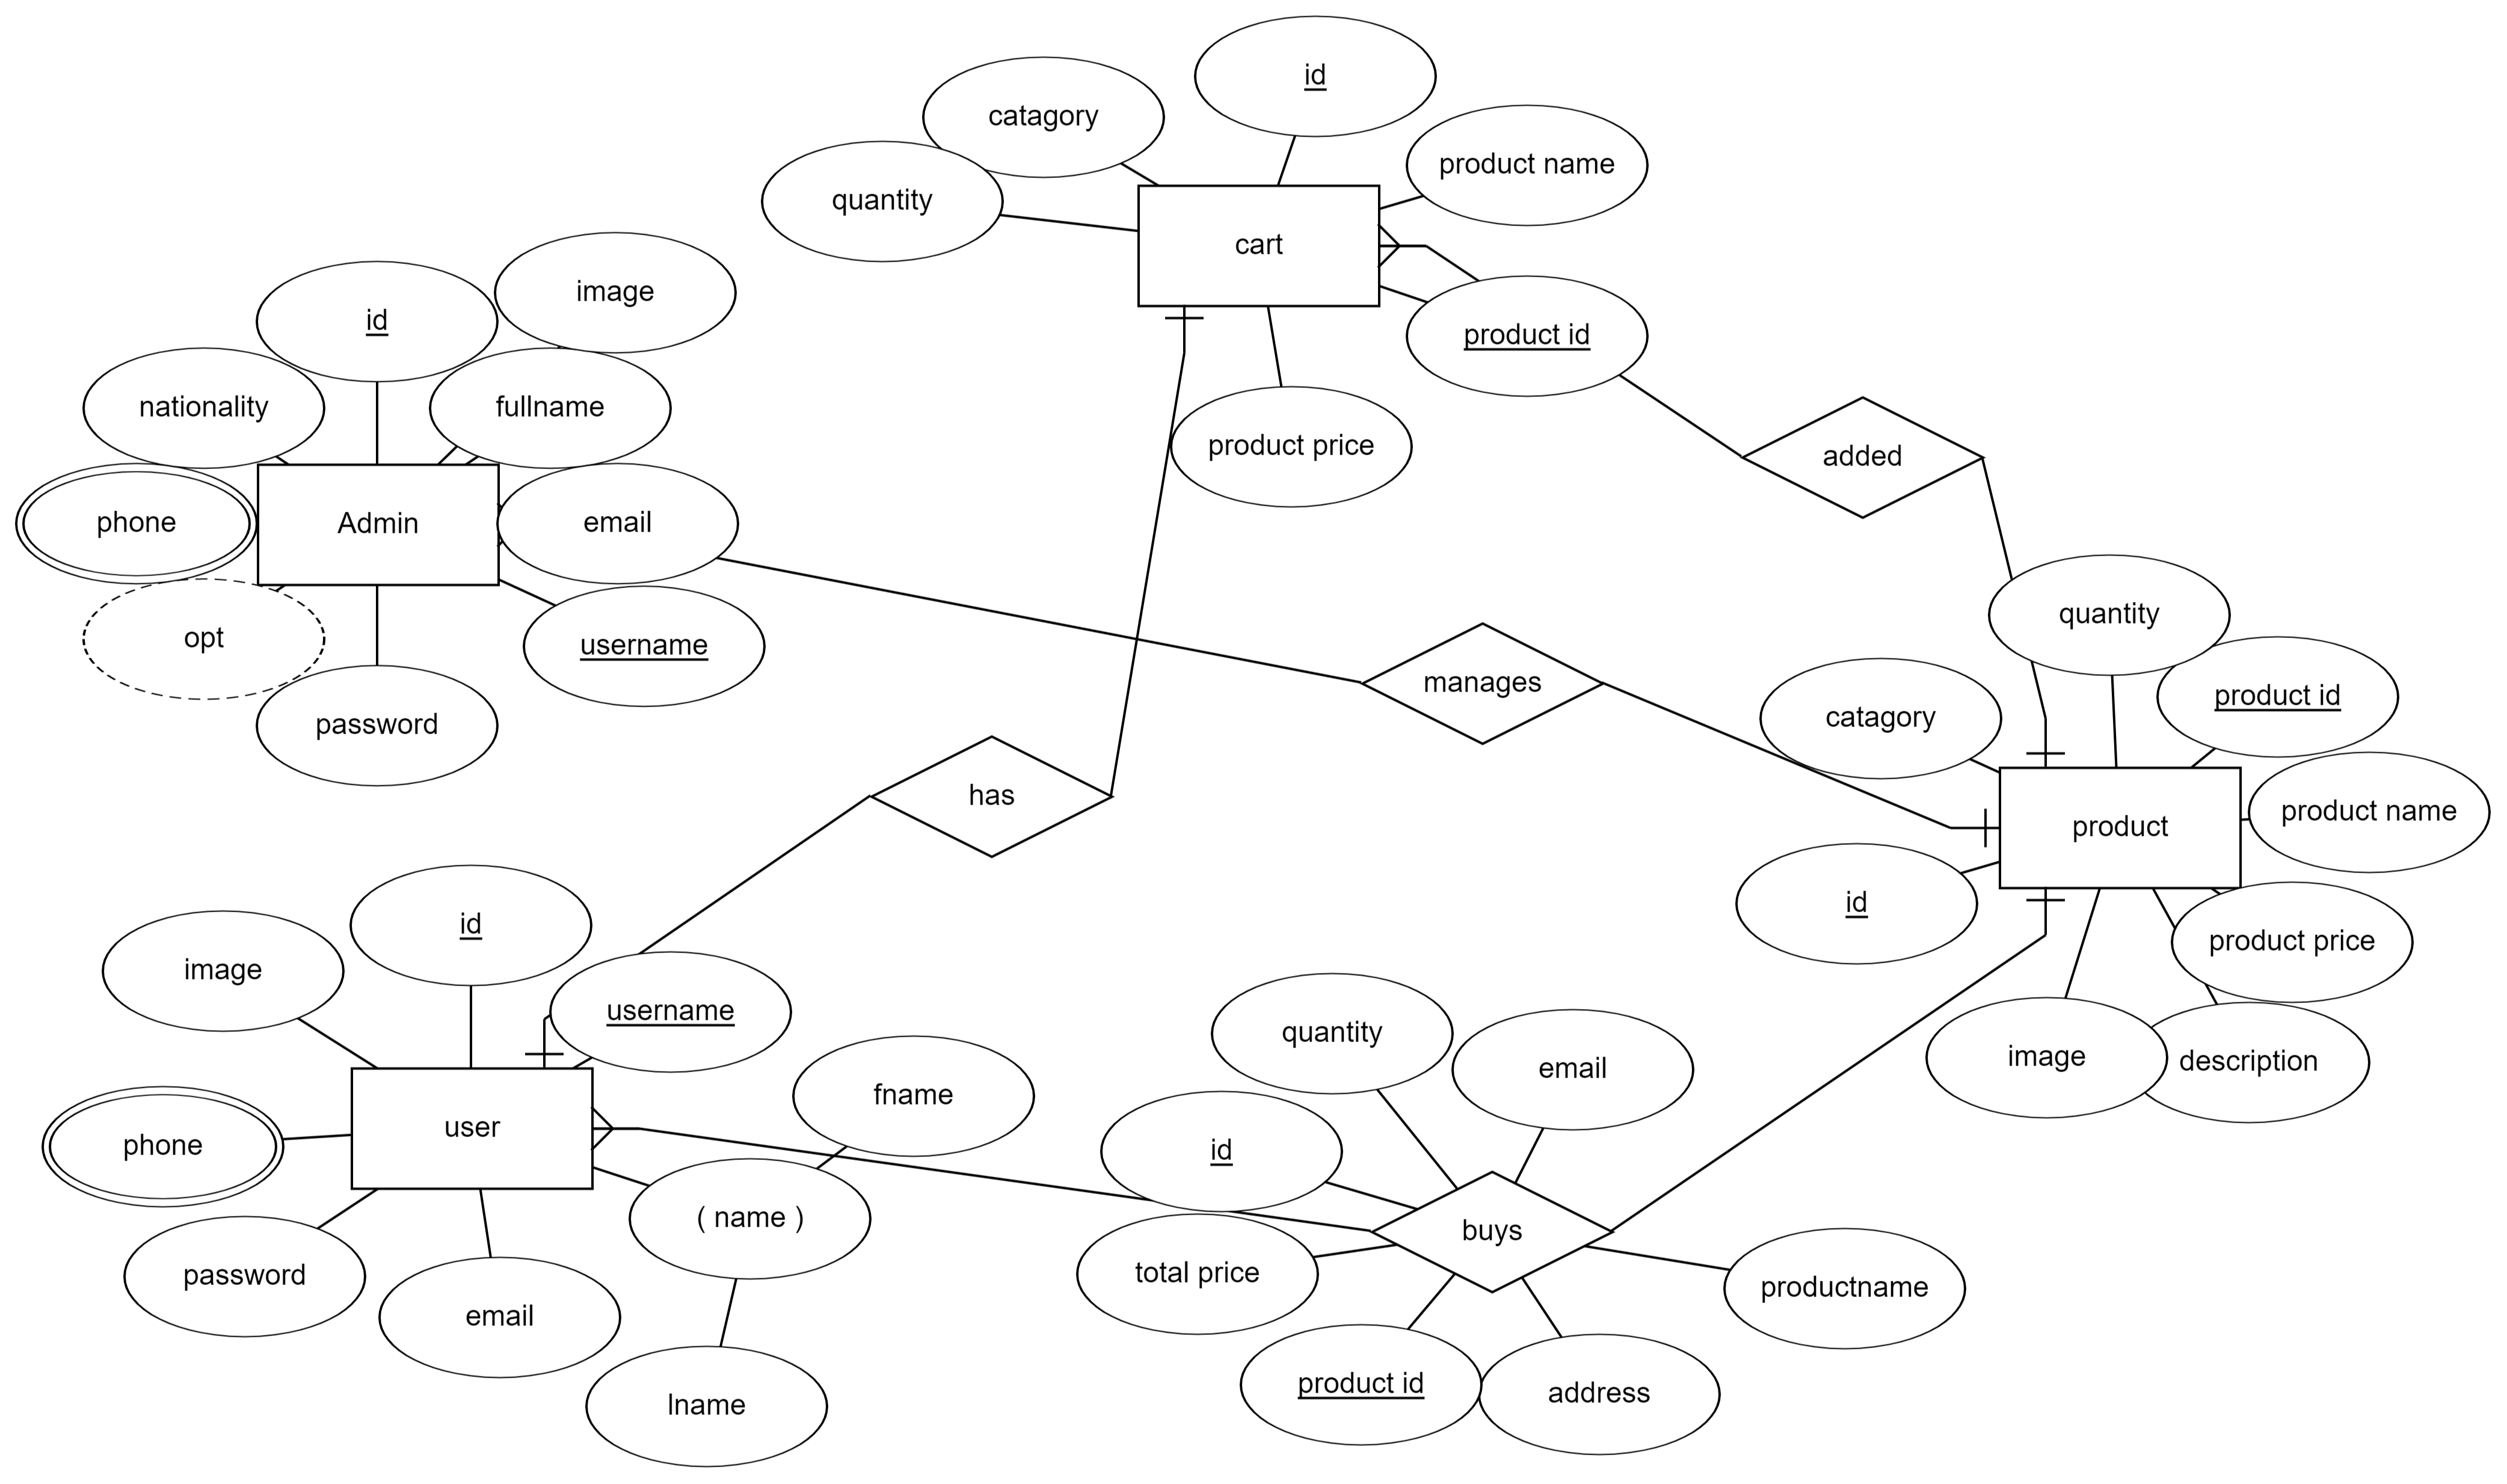 id
catagory
product name
quantity
cart
image
id
product id
nationality
fullname
product price
added
phone
Admin
email
quantity
opt
username
manages
product id
catagory
password
has
product name
product
id
id
product price
image
username
quantity
email
image
description
fname
user
phone
id
( name )
buys
password
total price
productname
email
product id
address
lname